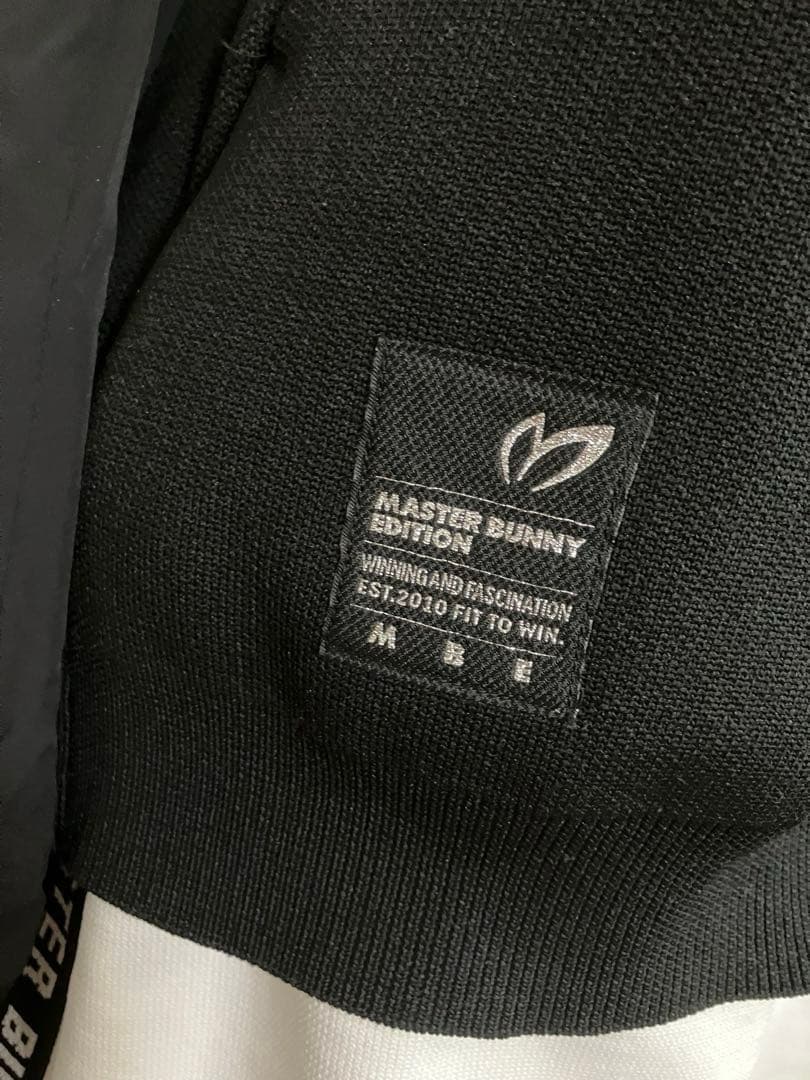 MASTER BUNNY
EDITION
WINNING AND FASCINATION
EST.2010 FIT TO WIN.
M B E
TER BU